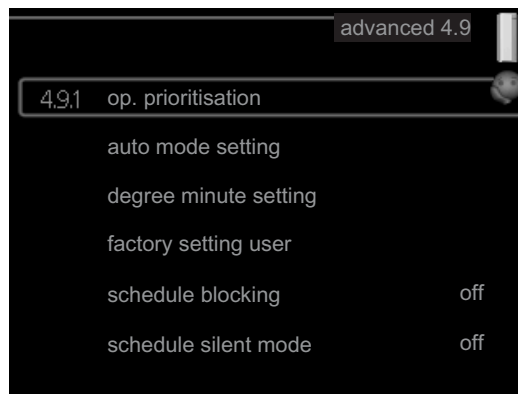 advanced 4.9
4.9.1 op. prioritisation
auto mode setting
degree minute setting
factory setting user
schedule blocking off
schedule silent mode off